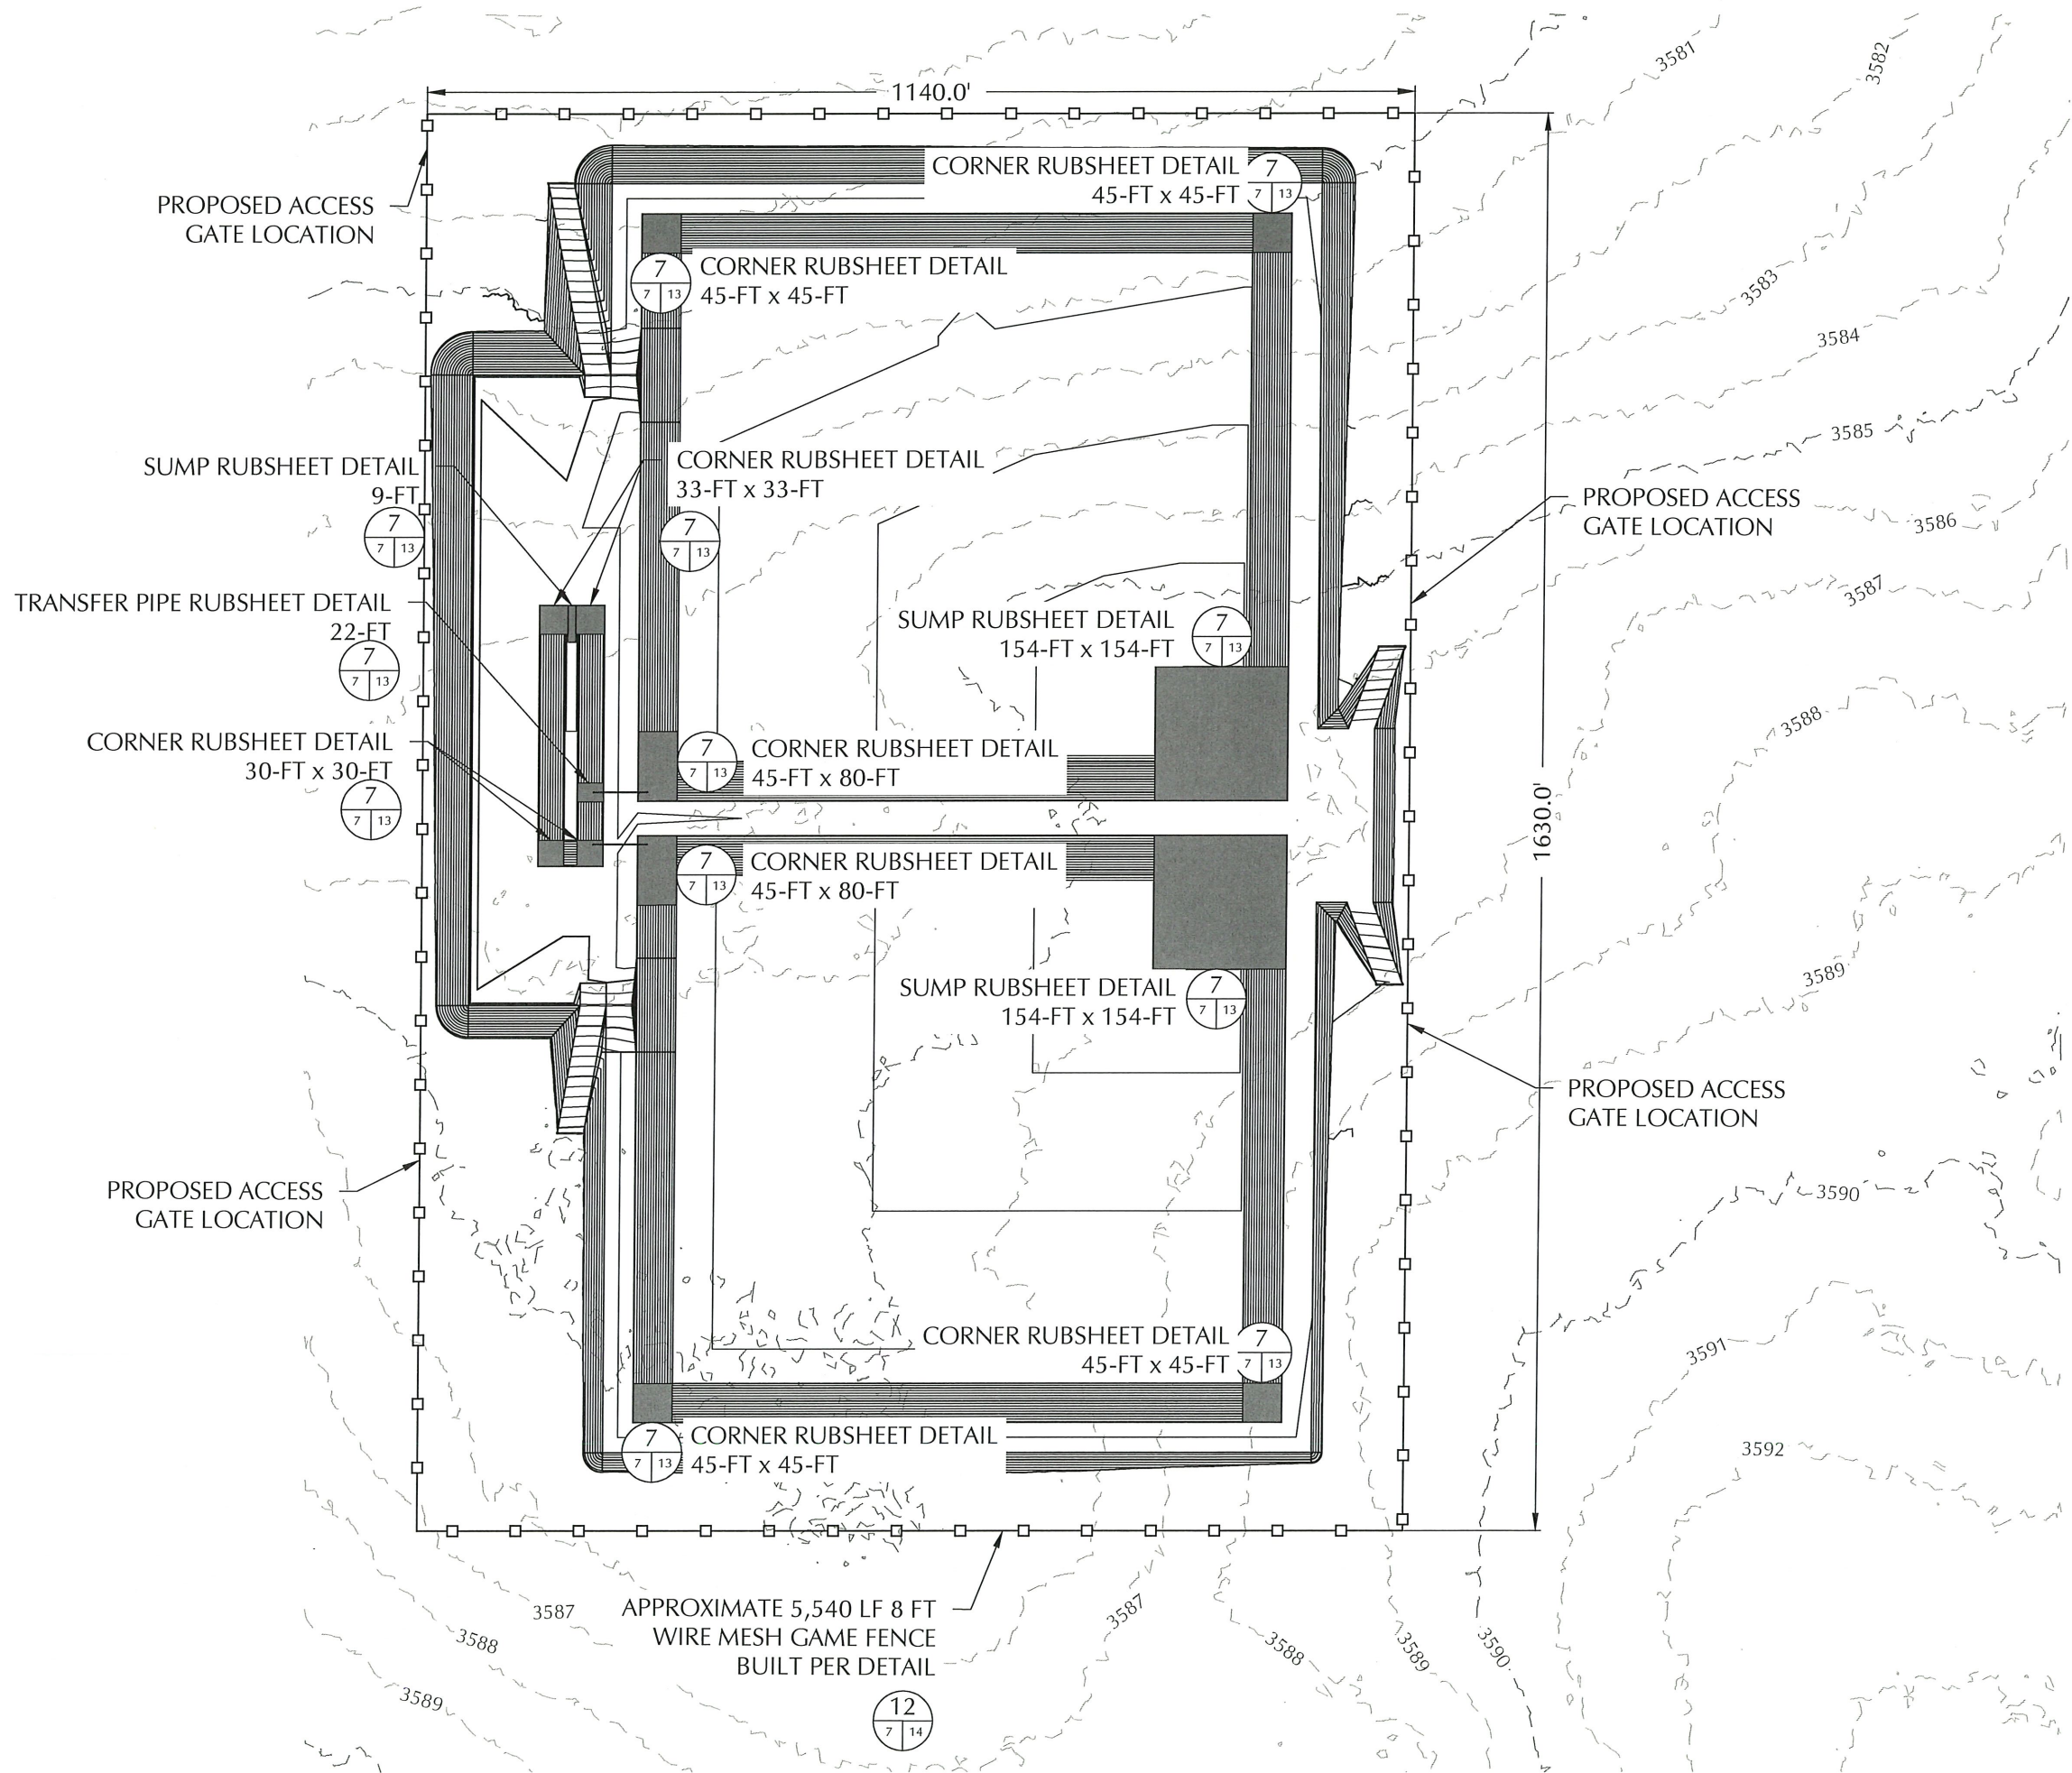 3581
3582
1140.0'
CORNER RUBSHEET DETAIL
45-FT x 45-FT
7
7 13
PROPOSED ACCESS
GATE LOCATION
CORNER RUBSHEET DETAIL
45-FT x 45-FT
7
7 13
3583
3584
3585
SUMP RUBSHEET DETAIL
9-FT
7
7 13
CORNER RUBSHEET DETAIL
33-FT x 33-FT
7
7 13
PROPOSED ACCESS
GATE LOCATION
3586
3587
TRANSFER PIPE RUBSHEET DETAIL
22-FT
7
7 13
SUMP RUBSHEET DETAIL
154-FT x 154-FT
7
7 13
3588
CORNER RUBSHEET DETAIL
30-FT x 30-FT
7
7 13
CORNER RUBSHEET DETAIL
45-FT x 80-FT
7
7 13
1630.0'
CORNER RUBSHEET DETAIL
45-FT x 80-FT
7
7 13
3589
SUMP RUBSHEET DETAIL
154-FT x 154-FT
7
7 13
PROPOSED ACCESS
GATE LOCATION
PROPOSED ACCESS
GATE LOCATION
3590
CORNER RUBSHEET DETAIL
45-FT x 45-FT
7
7 13
3591
CORNER RUBSHEET DETAIL
45-FT x 45-FT
7
7 13
3592
APPROXIMATE 5,540 LF 8 FT
WIRE MESH GAME FENCE
BUILT PER DETAIL
12
7 14
3587
3588
3589
3587
3588
3589
3590